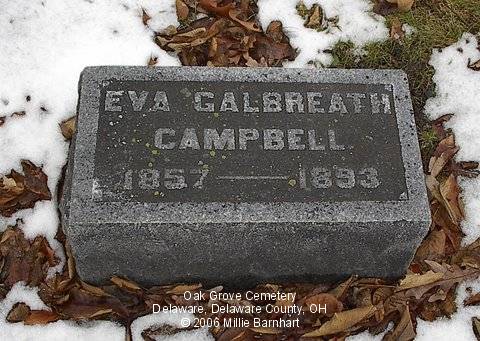 EVA GALBREATH
CAMPBELL
1857 — 1893
Oak Grove Cemetery
Delaware, Delaware County, OH
©2006 Millie Barnhart